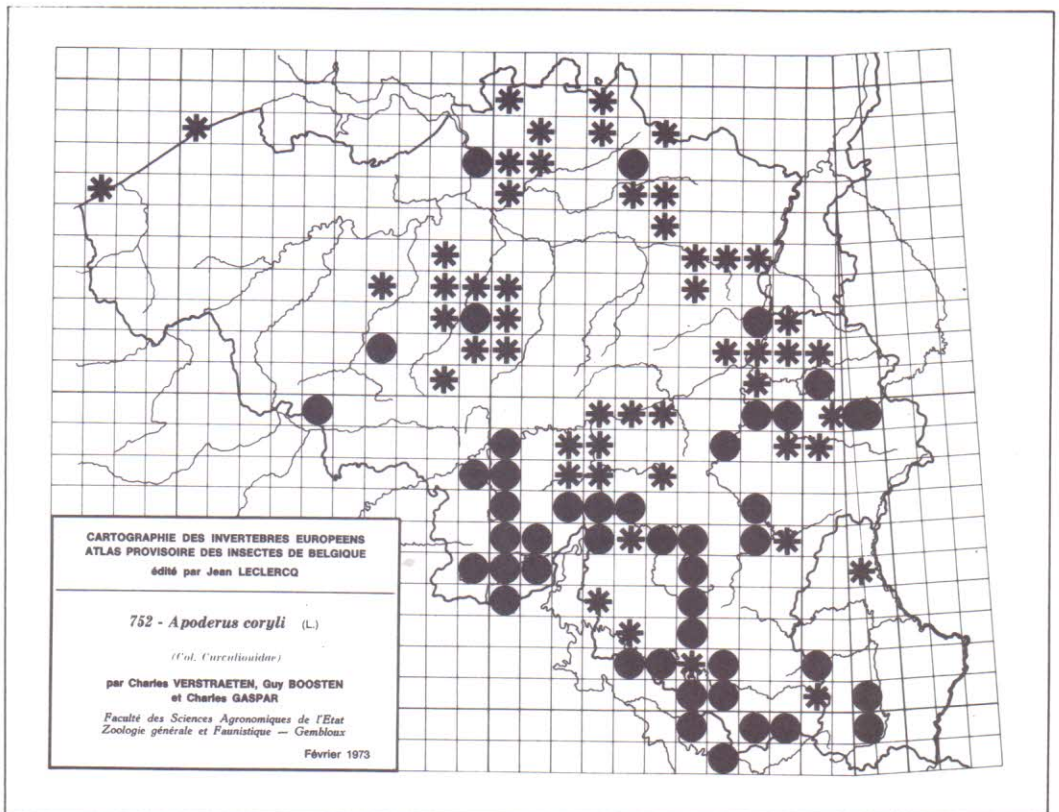 CARTOGRAPHIE DES INVERTEBRES EUROPEENS
ATLAS PROVISOIRE DES INSECTES DE BELGIQUE
édité par Jean LECLERCQ
752 - Apoderus coryli (L.)
(Col. Curculionidae)
par Charles VERSTRAETEN, Guy BOOSTEN
et Charles GASPAR
Faculté des Sciences Agronomiques de l'Etat
Zoologie générale et Faunistique — Gembloux
Février 1973